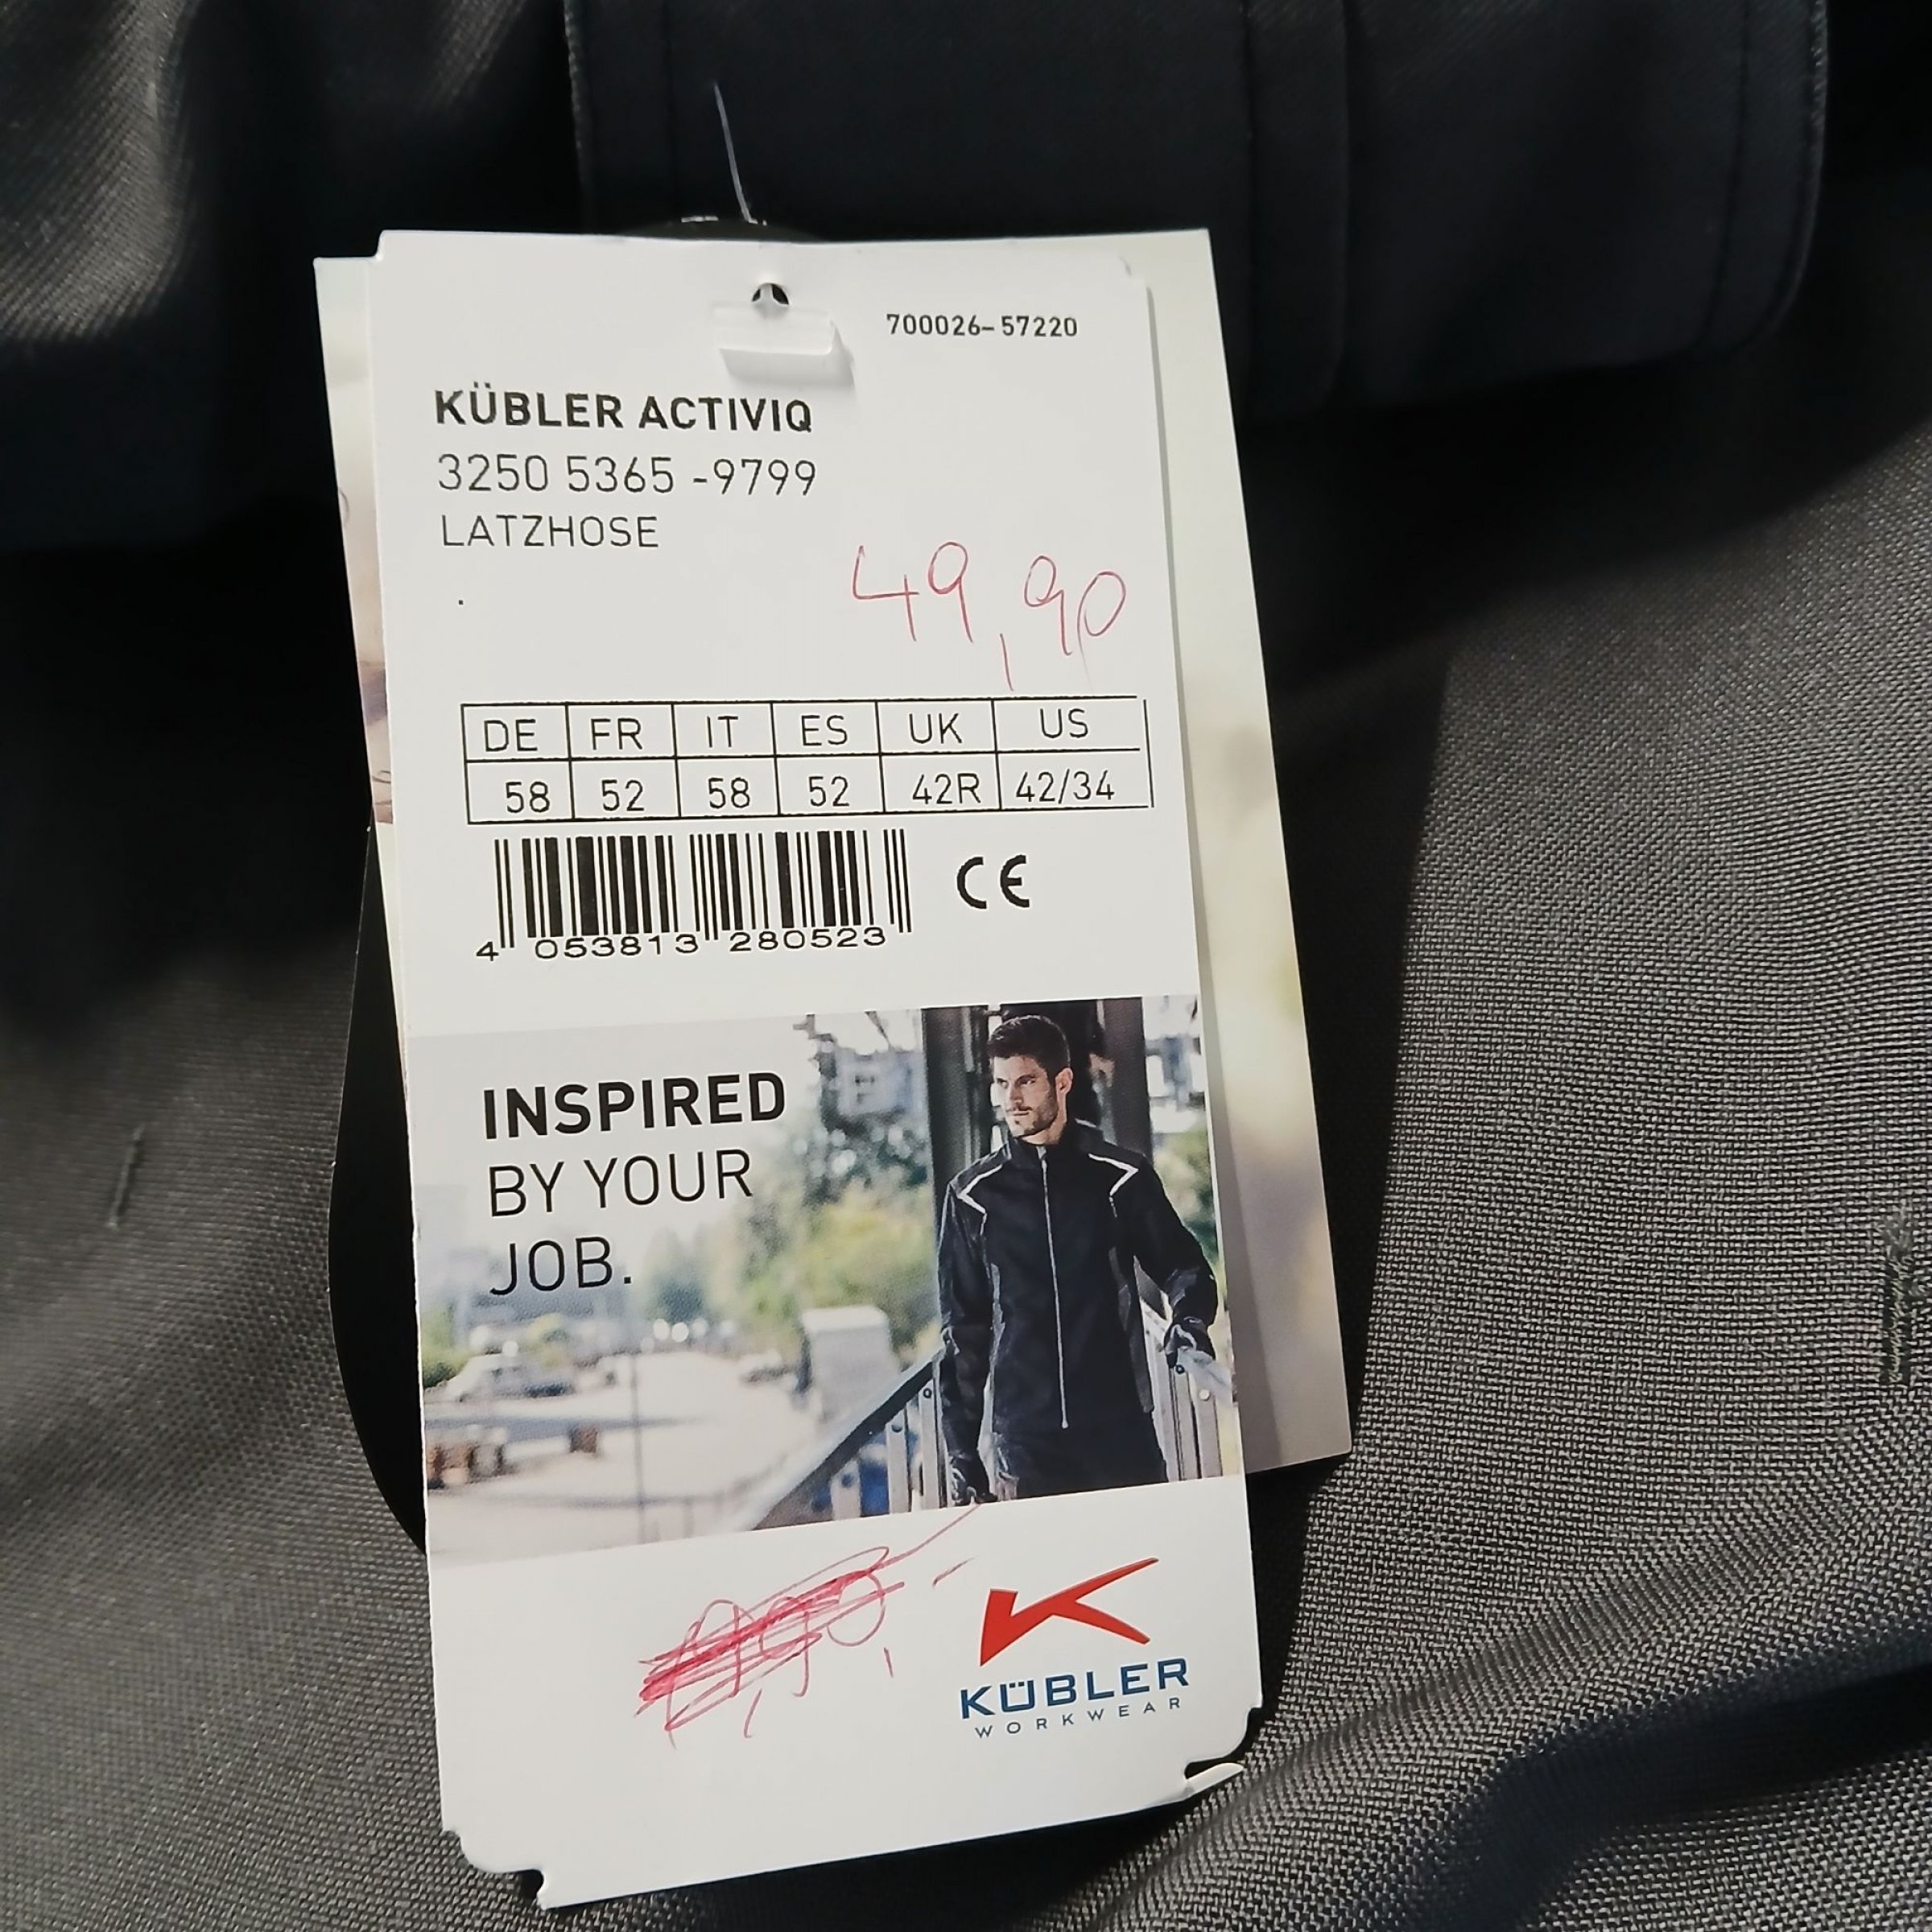 700026-57220
KÜBLER ACTIVIQ
3250 5365 -9799
LATZHOSE
49,90
DE FR IT ES UK US
58 52 58 52 42R 42/34
CE
4 053813 280523
INSPIRED
BY YOUR
JOB.
KÜBLER
WORKWEAR